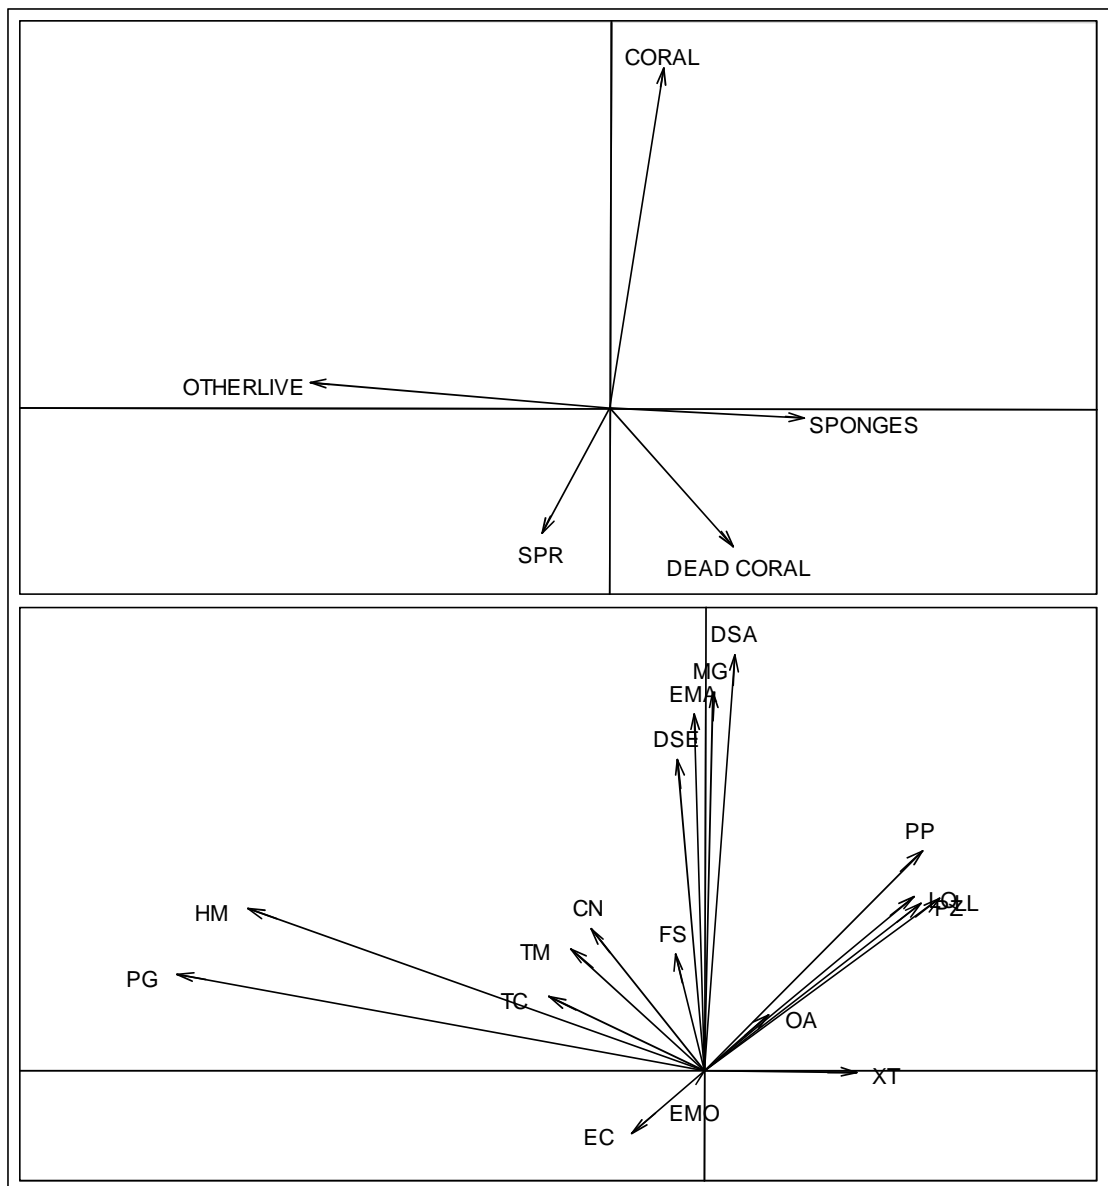 CORAL
OTHERLIVE
SPONGES
SPR
DEAD CORAL
DSA
MG
EMA
DSE
PP
HM
CN
FS
TM
PG
TC
OA
XT
EMO
EC